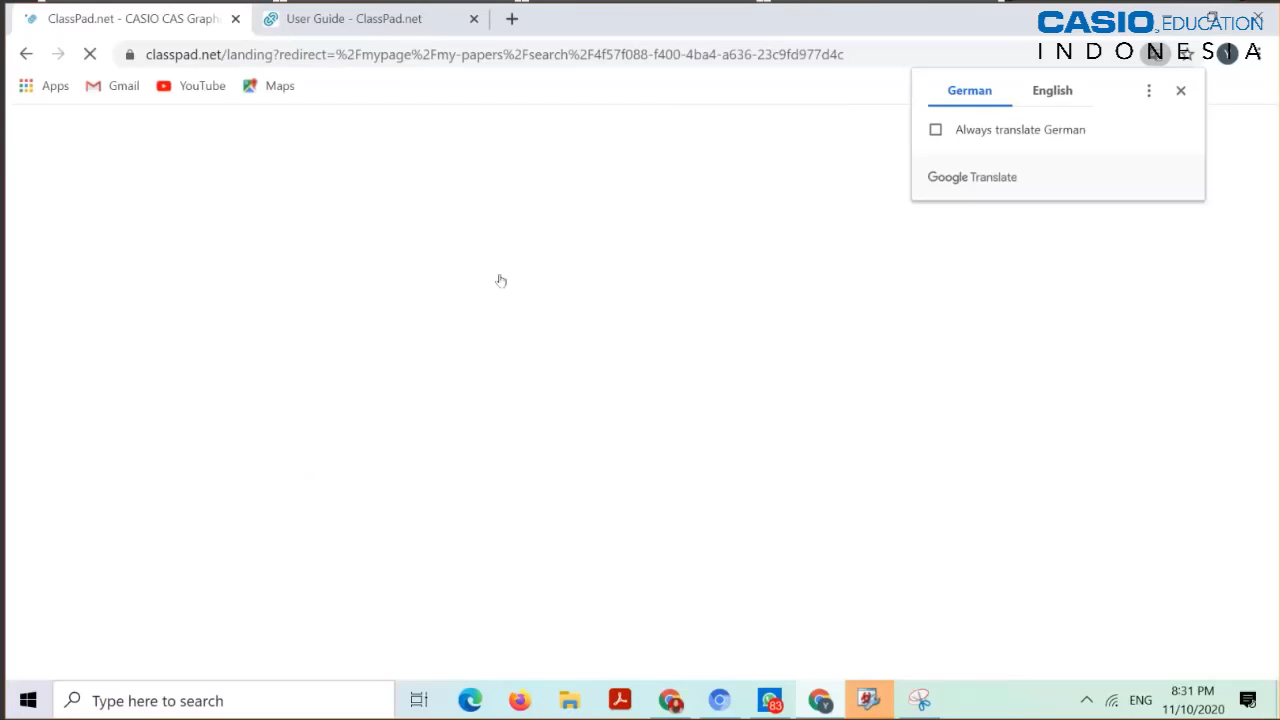 ClassPad.net - CASIO CAS Graph
User Guide - ClassPad.net
CASIO EDUCATION
INDONESIA
classpad.net/landing?redirect=%2Fmypage%2Fmy-papers%2Fsearch%2F4f57f088-f400-4ba4-a636-23c9fd977d4c
Apps
Gmail
YouTube
Maps
German
English
Always translate German
Google Translate
Type here to search
83
ENG
8:31 PM
11/10/2020